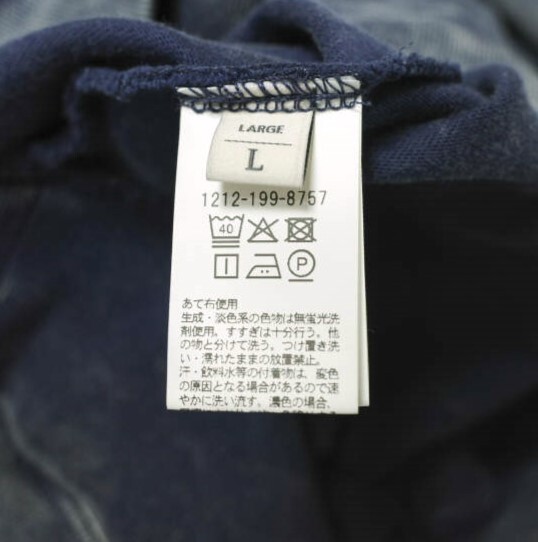 LARGE
L
1212-199-8757
40
P
あて布使用
生成・淡色系の色物は無蛍光洗
剤使用。すすぎは十分行う。他
の物と分けて洗う。つけ置き洗
い・濡れたままの放置禁止。
汗・飲料水等の付着物は、変色
の原因となる場合があるので速
やかに洗い流す。濃色の場合、